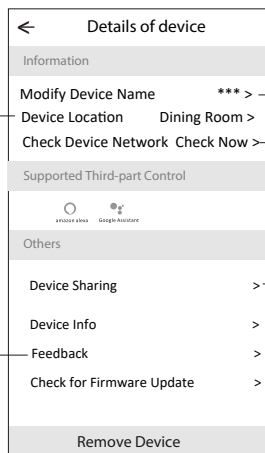 ← Details of device
Information
Modify Device Name *** >
Device Location Dining Room >
Check Device Network Check Now >
Supported Third-part Control
amazon alexa Google Assistant
Others
Device Sharing >
Device Info >
Feedback >
Check for Firmware Update >
Remove Device